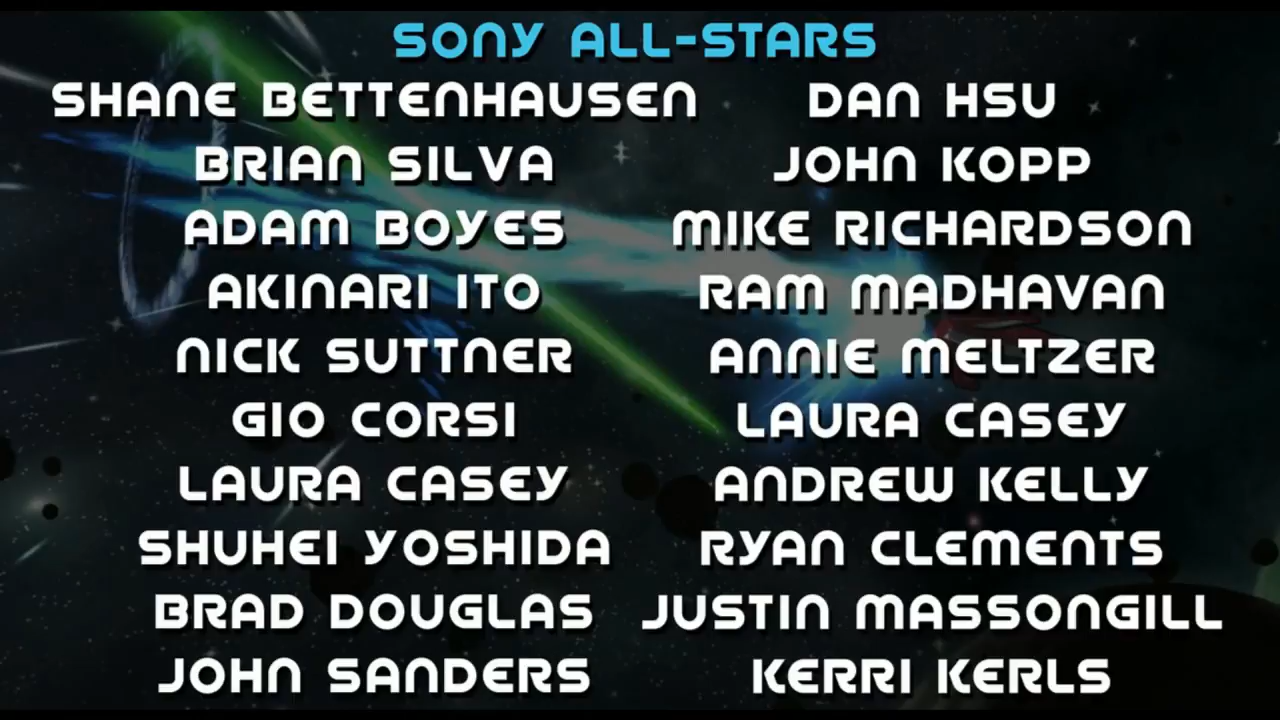 SONY ALL-STARS
SHANE BETTENHAUSEN DAN HSU
BRIAN SILVA JOHN KOPP
ADAM BOYES MIKE RICHARDSON
AKINARI ITO RAM MADHAVAN
NICK SUTTNER ANNIE MELTZER
GIO CORSI LAURA CASEY
LAURA CASEY ANDREW KELLY
SHUHEI YOSHIDA RYAN CLEMENTS
BRAD DOUGLAS JUSTIN MASSONGILL
JOHN SANDERS KERRI KERLS